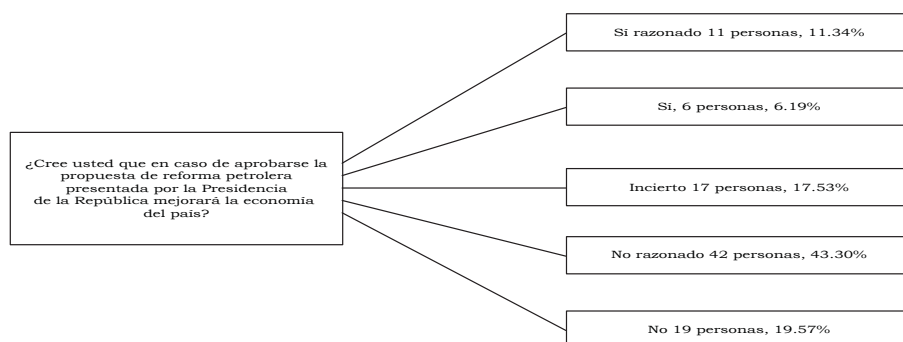 Sí razonado 11 personas, 11.34%
Sí, 6 personas, 6.19%
¿Cree usted que en caso de aprobarse la
propuesta de reforma petrolera
presentada por la Presidencia
de la República mejorará la economía
del país?
Incierto 17 personas, 17.53%
No razonado 42 personas, 43.30%
No 19 personas, 19.57%